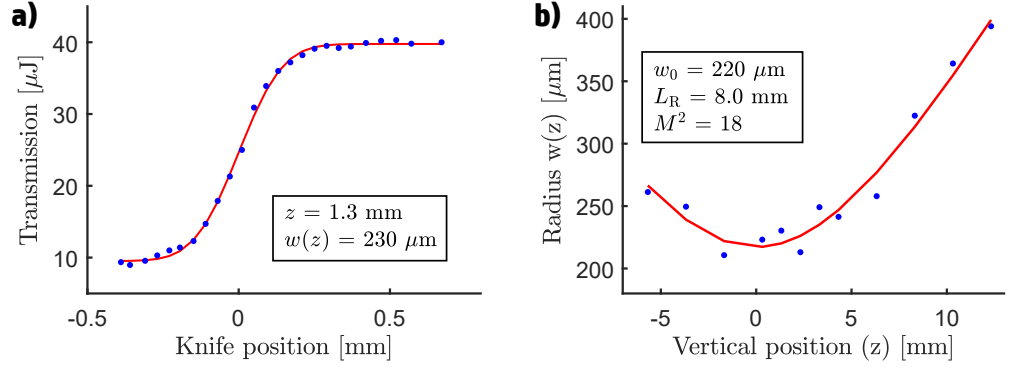 a)
Transmission [μJ]
40
30
20
10
-0.5
0
0.5
Knife position [mm]
z = 1.3 mm
w(z) = 230 μm
b)
Radius w(z) [μm]
400
350
300
250
200
-5
0
5
10
Vertical position (z) [mm]
w₀ = 220 μm
L_R = 8.0 mm
M² = 18